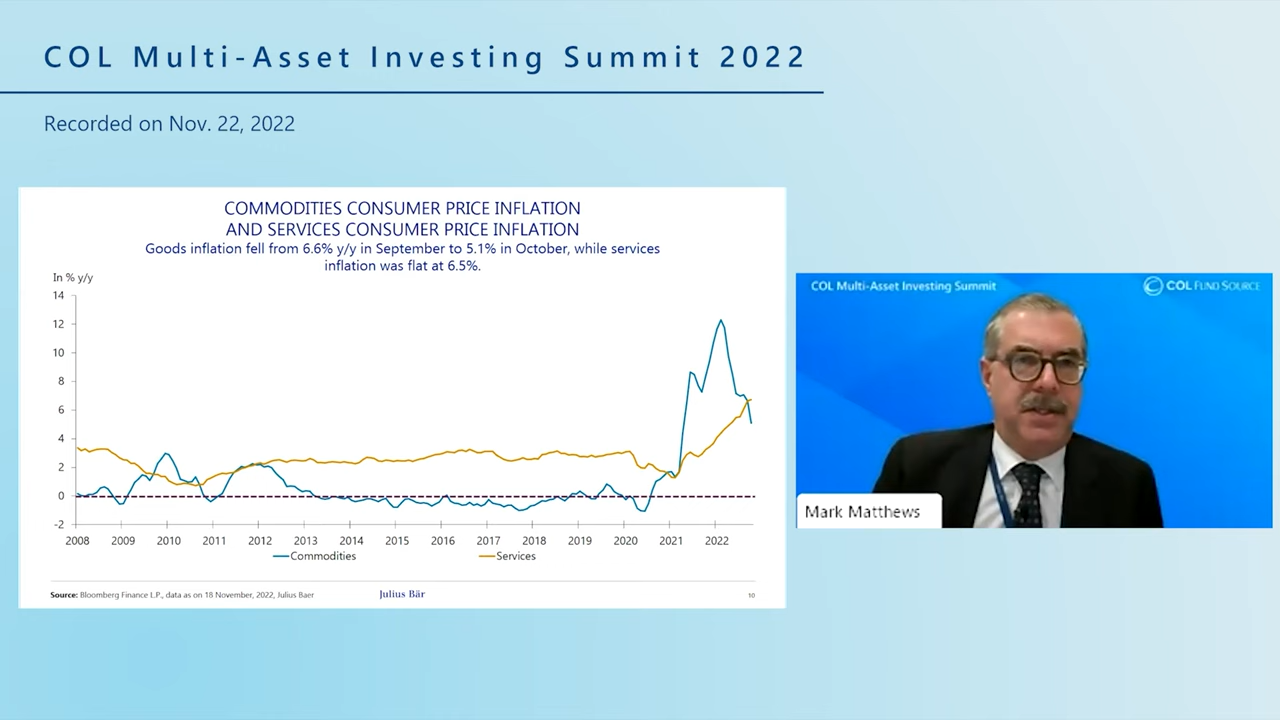 COL Multi-Asset Investing Summit 2022
Recorded on Nov. 22, 2022
COMMODITIES CONSUMER PRICE INFLATION
AND SERVICES CONSUMER PRICE INFLATION
Goods inflation fell from 6.6% y/y in September to 5.1% in October, while services
inflation was flat at 6.5%.
In % y/y
14
12
10
8
6
4
2
0
-2
2008 2009 2010 2011 2012 2013 2014 2015 2016 2017 2018 2019 2020 2021 2022
Commodities Services
Source: Bloomberg Finance L.P., data as on 18 November, 2022, Julius Baer
Julius Bär
10
COL Multi-Asset Investing Summit
COL FUND SOURCE
Mark Matthews